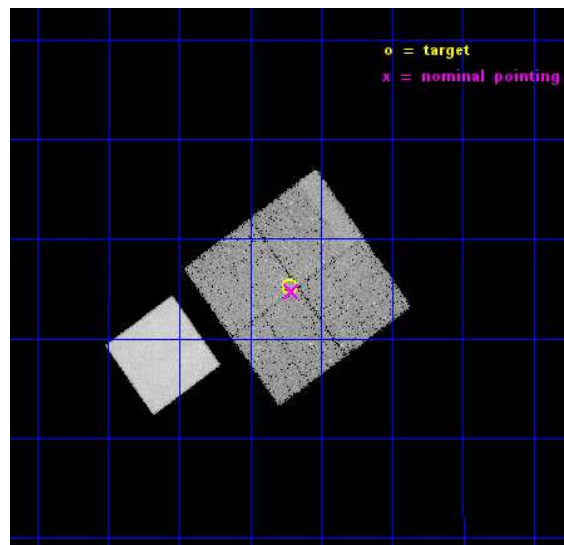 o = target
x = nominal pointing